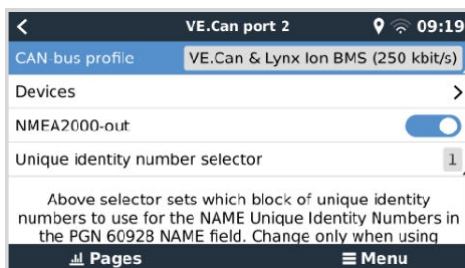 VE.Can port 2 09:19
CAN-bus profile VE.Can & Lynx Ion BMS (250 kbit/s)
Devices
NMEA2000-out
Unique identity number selector 1
Above selector sets which block of unique identity
numbers to use for the NAME Unique Identity Numbers in
the PGN 60928 NAME field. Change only when using
Pages Menu